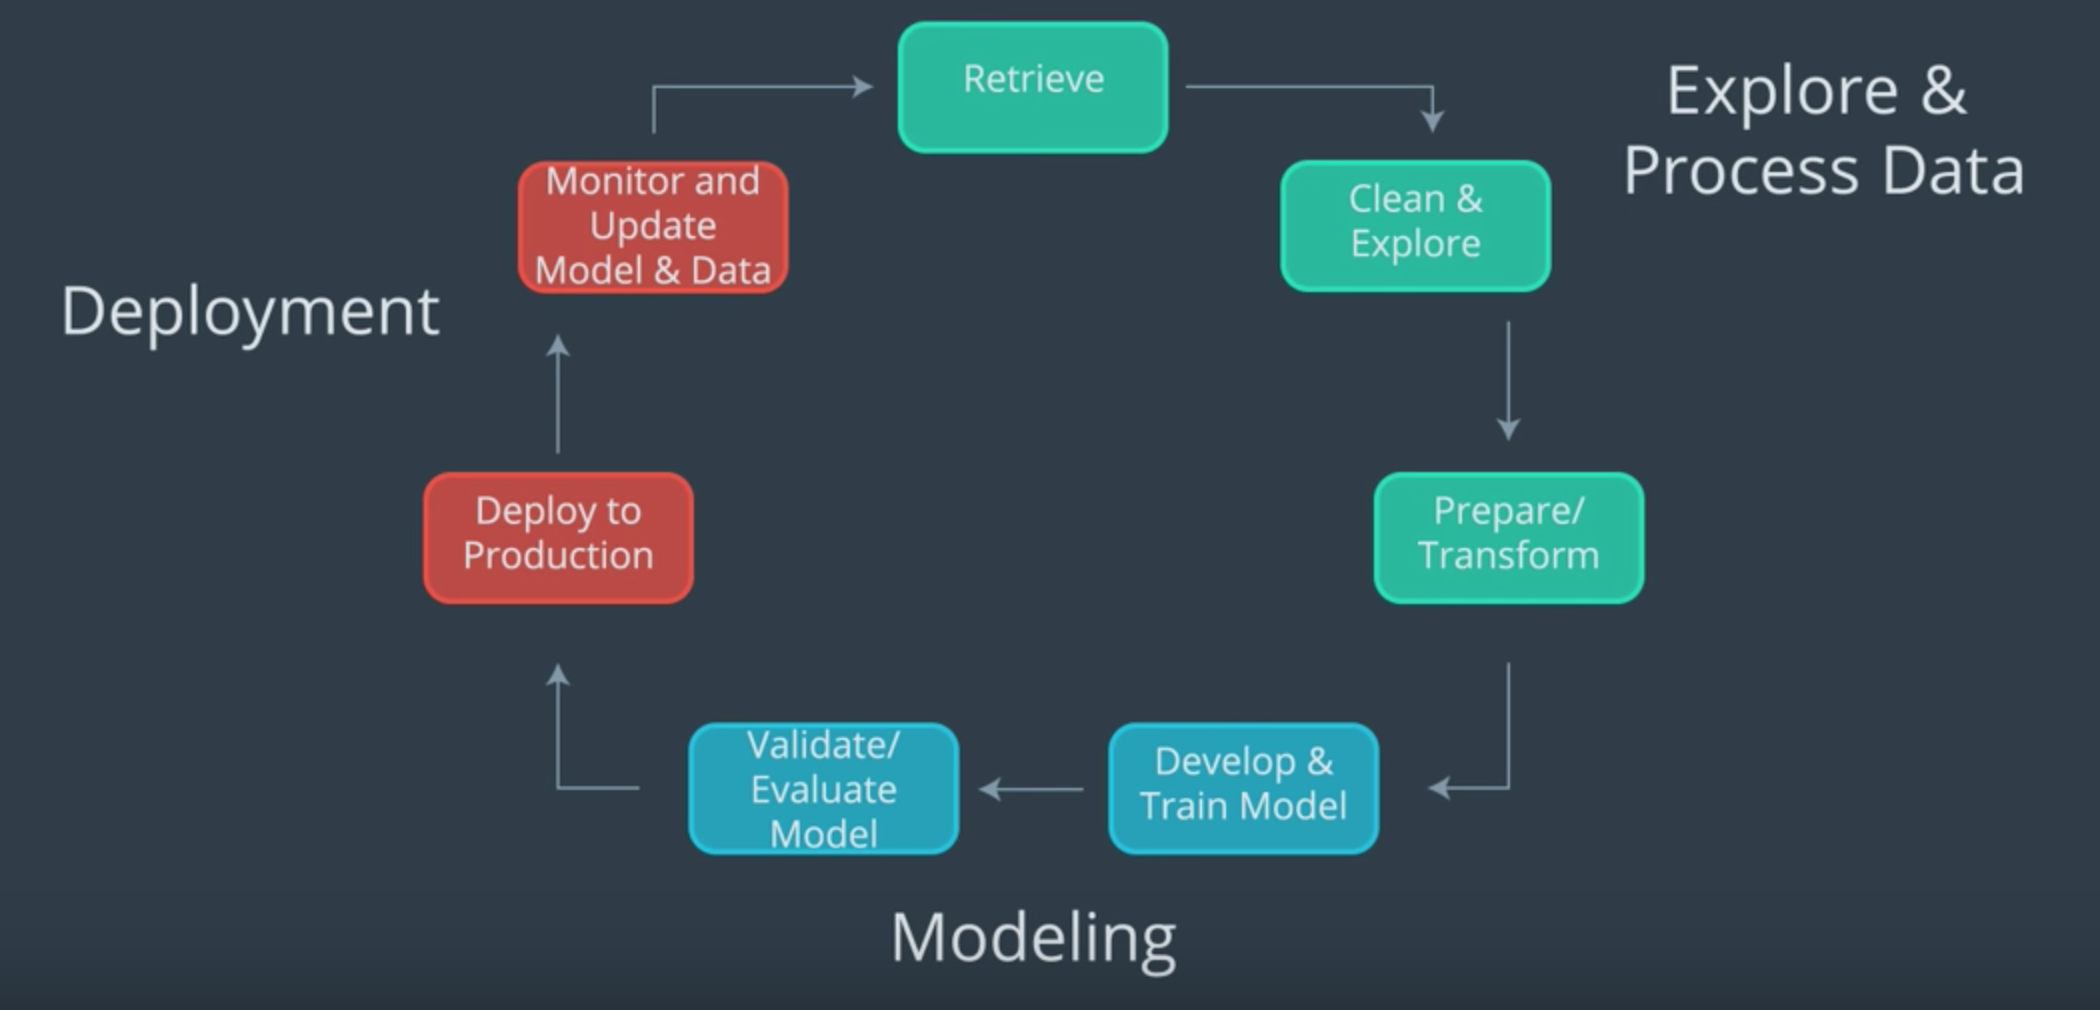 Retrieve
Explore &
Process Data
Clean &
Explore
Monitor and
Update
Model & Data
Deployment
Deploy to
Production
Prepare/
Transform
Validate/
Evaluate
Model
Develop &
Train Model
Modeling